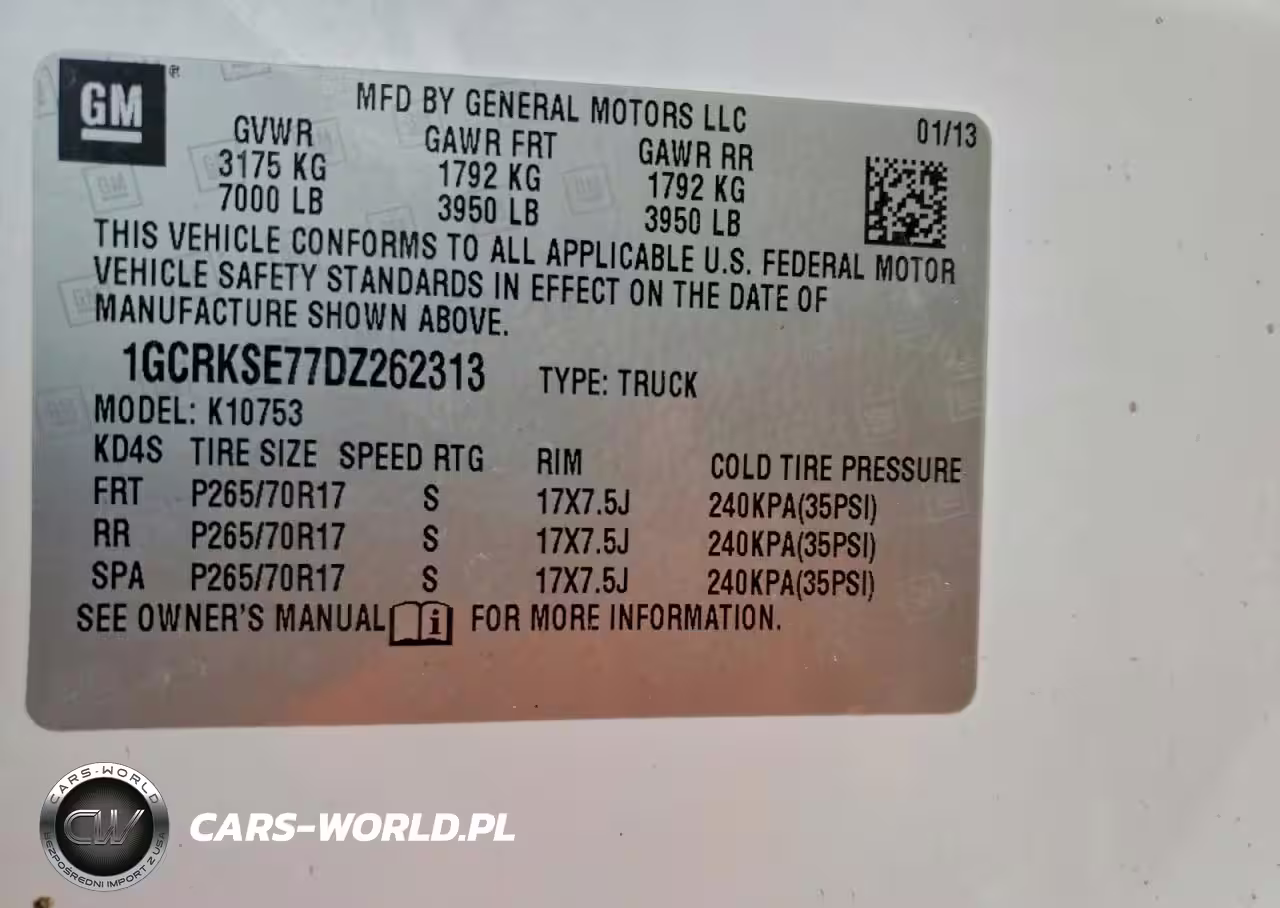 GM ®
MFD BY GENERAL MOTORS LLC
01/13
GVWR GAWR FRT GAWR RR
3175 KG 1792 KG 1792 KG
7000 LB 3950 LB 3950 LB
THIS VEHICLE CONFORMS TO ALL APPLICABLE U.S. FEDERAL MOTOR
VEHICLE SAFETY STANDARDS IN EFFECT ON THE DATE OF
MANUFACTURE SHOWN ABOVE.
1GCRKSE77DZ262313 TYPE: TRUCK
MODEL: K10753
KD4S TIRE SIZE SPEED RTG RIM COLD TIRE PRESSURE
FRT P265/70R17 S 17X7.5J 240KPA(35PSI)
RR P265/70R17 S 17X7.5J 240KPA(35PSI)
SPA P265/70R17 S 17X7.5J 240KPA(35PSI)
SEE OWNER'S MANUAL i FOR MORE INFORMATION.
CARS-WORLD
CW
BEZPOŚREDNI IMPORT Z USA
CARS-WORLD.PL